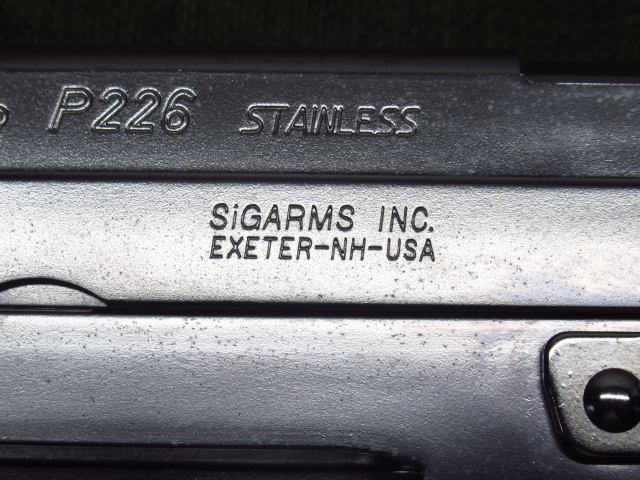 P226 STAINLESS
SiGARMS INC.
EXETER-NH-USA